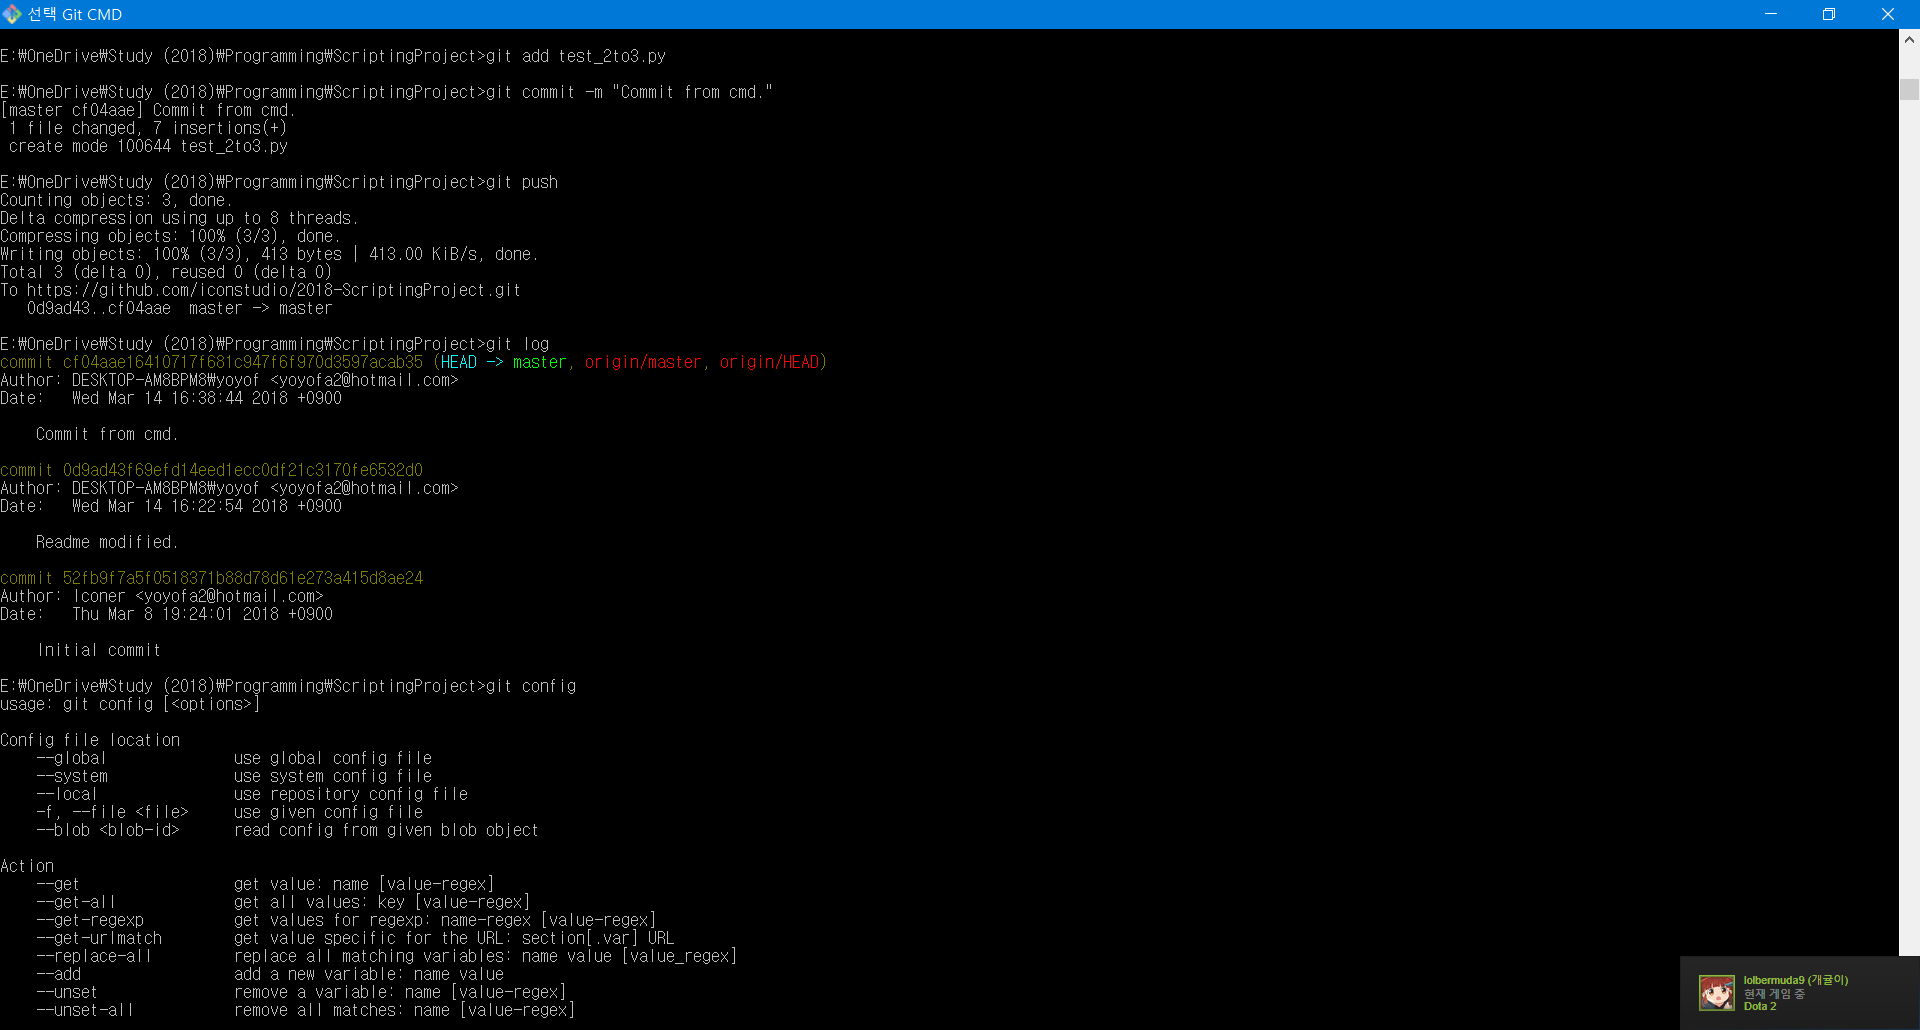 선택 Git CMD
E:₩OneDrive₩Study (2018)₩Programming₩ScriptingProject>git add test_2to3.py
E:₩OneDrive₩Study (2018)₩Programming₩ScriptingProject>git commit -m "Commit from cmd."
[master cf04aae] Commit from cmd.
1 file changed, 7 insertions(+)
create mode 100644 test_2to3.py
E:₩OneDrive₩Study (2018)₩Programming₩ScriptingProject>git push
Counting objects: 3, done.
Delta compression using up to 8 threads.
Compressing objects: 100% (3/3), done.
Writing objects: 100% (3/3), 413 bytes | 413.00 KiB/s, done.
Total 3 (delta 0), reused 0 (delta 0)
To https://github.com/iconstudio/2018-ScriptingProject.git
0d9ad43..cf04aae  master -> master
E:₩OneDrive₩Study (2018)₩Programming₩ScriptingProject>git log
commit cf04aae16410717f681c947f6f970d3597acab35 (HEAD -> master, origin/master, origin/HEAD)
Author: DESKTOP-AM8BPM8₩yoyof <yoyofa2@hotmail.com>
Date:   Wed Mar 14 16:38:44 2018 +0900
Commit from cmd.
commit 0d9ad43f69efd14eed1ecc0df21c3170fe6532d0
Author: DESKTOP-AM8BPM8₩yoyof <yoyofa2@hotmail.com>
Date:   Wed Mar 14 16:22:54 2018 +0900
Readme modified.
commit 52fb9f7a5f0518371b88d78d61e273a415d8ae24
Author: Iconer <yoyofa2@hotmail.com>
Date:   Thu Mar 8 19:24:01 2018 +0900
Initial commit
E:₩OneDrive₩Study (2018)₩Programming₩ScriptingProject>git config
usage: git config [<options>]
Config file location
--global              use global config file
--system              use system config file
--local               use repository config file
-f, --file <file>     use given config file
--blob <blob-id>      read config from given blob object
Action
--get                 get value: name [value-regex]
--get-all             get all values: key [value-regex]
--get-regexp          get values for regexp: name-regex [value-regex]
--get-urlmatch        get value specific for the URL: section[.var] URL
--replace-all         replace all matching variables: name value [value_regex]
--add                 add a new variable: name value
--unset               remove a variable: name [value-regex]
--unset-all           remove all matches: name [value-regex]
lolbermuda9 (개귤이)
현재 게임 중
Dota 2